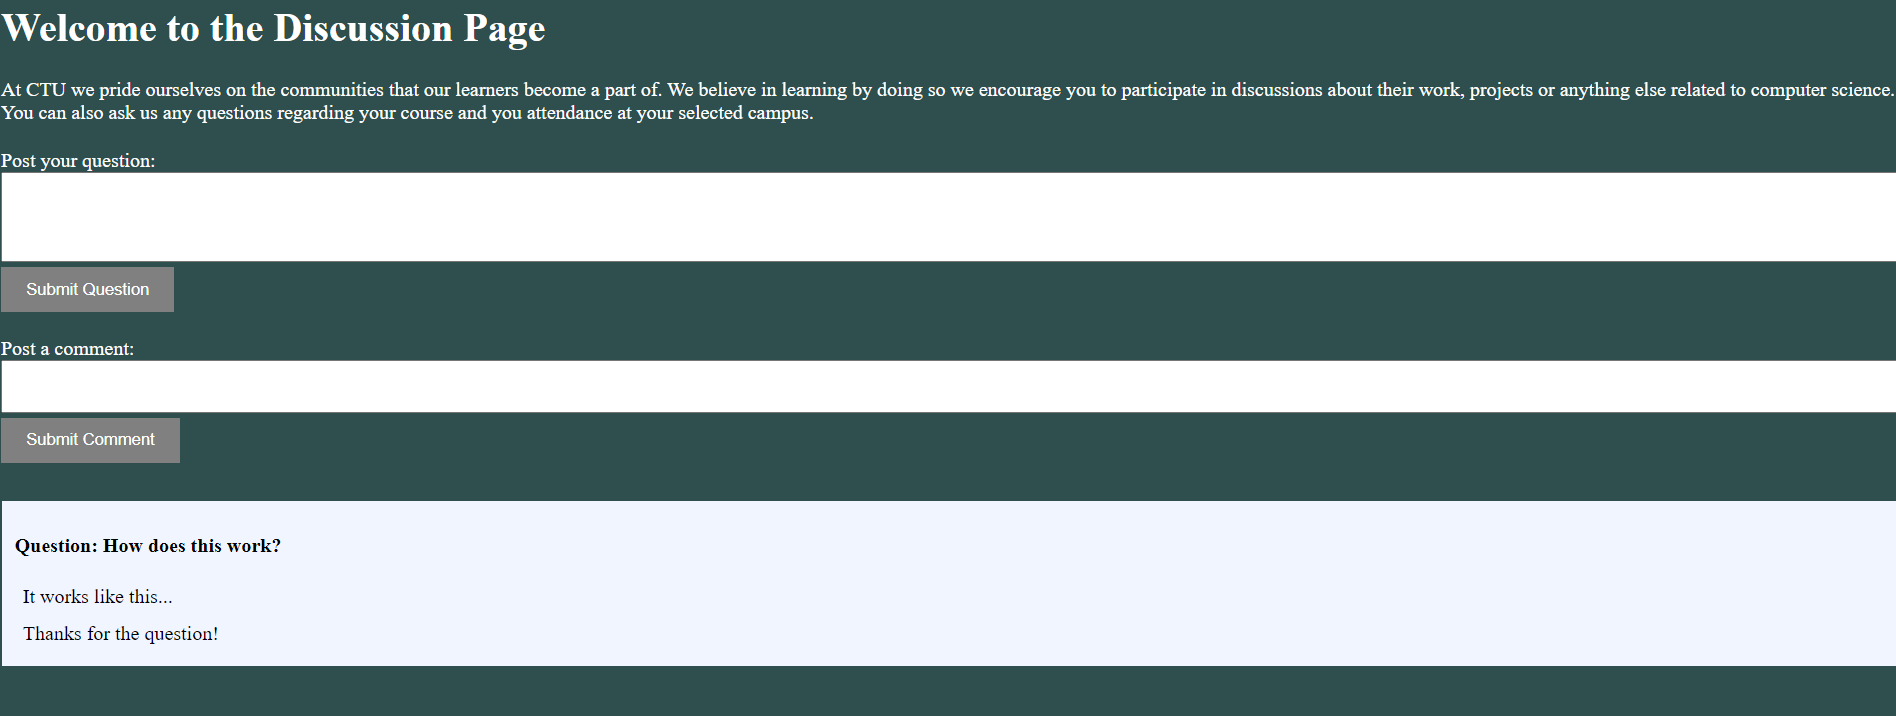 Welcome to the Discussion Page
At CTU we pride ourselves on the communities that our learners become a part of. We believe in learning by doing so we encourage you to participate in discussions about their work, projects or anything else related to computer science.
You can also ask us any questions regarding your course and you attendance at your selected campus.
Post your question:
Submit Question
Post a comment:
Submit Comment
Question: How does this work?
It works like this...
Thanks for the question!